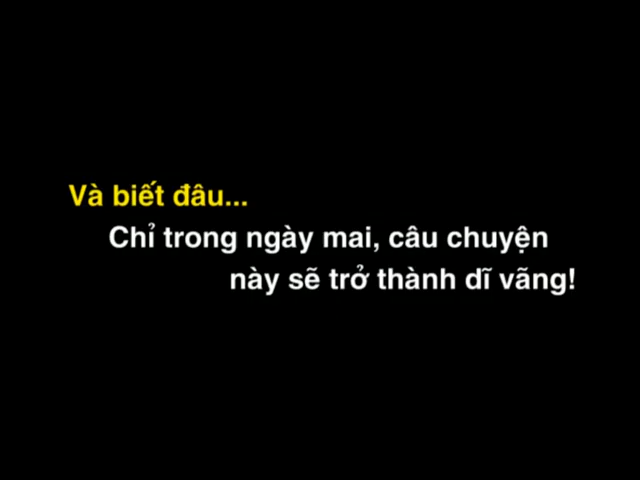 Và biết đâu...
Chỉ trong ngày mai, câu chuyện
này sẽ trở thành dĩ vãng!